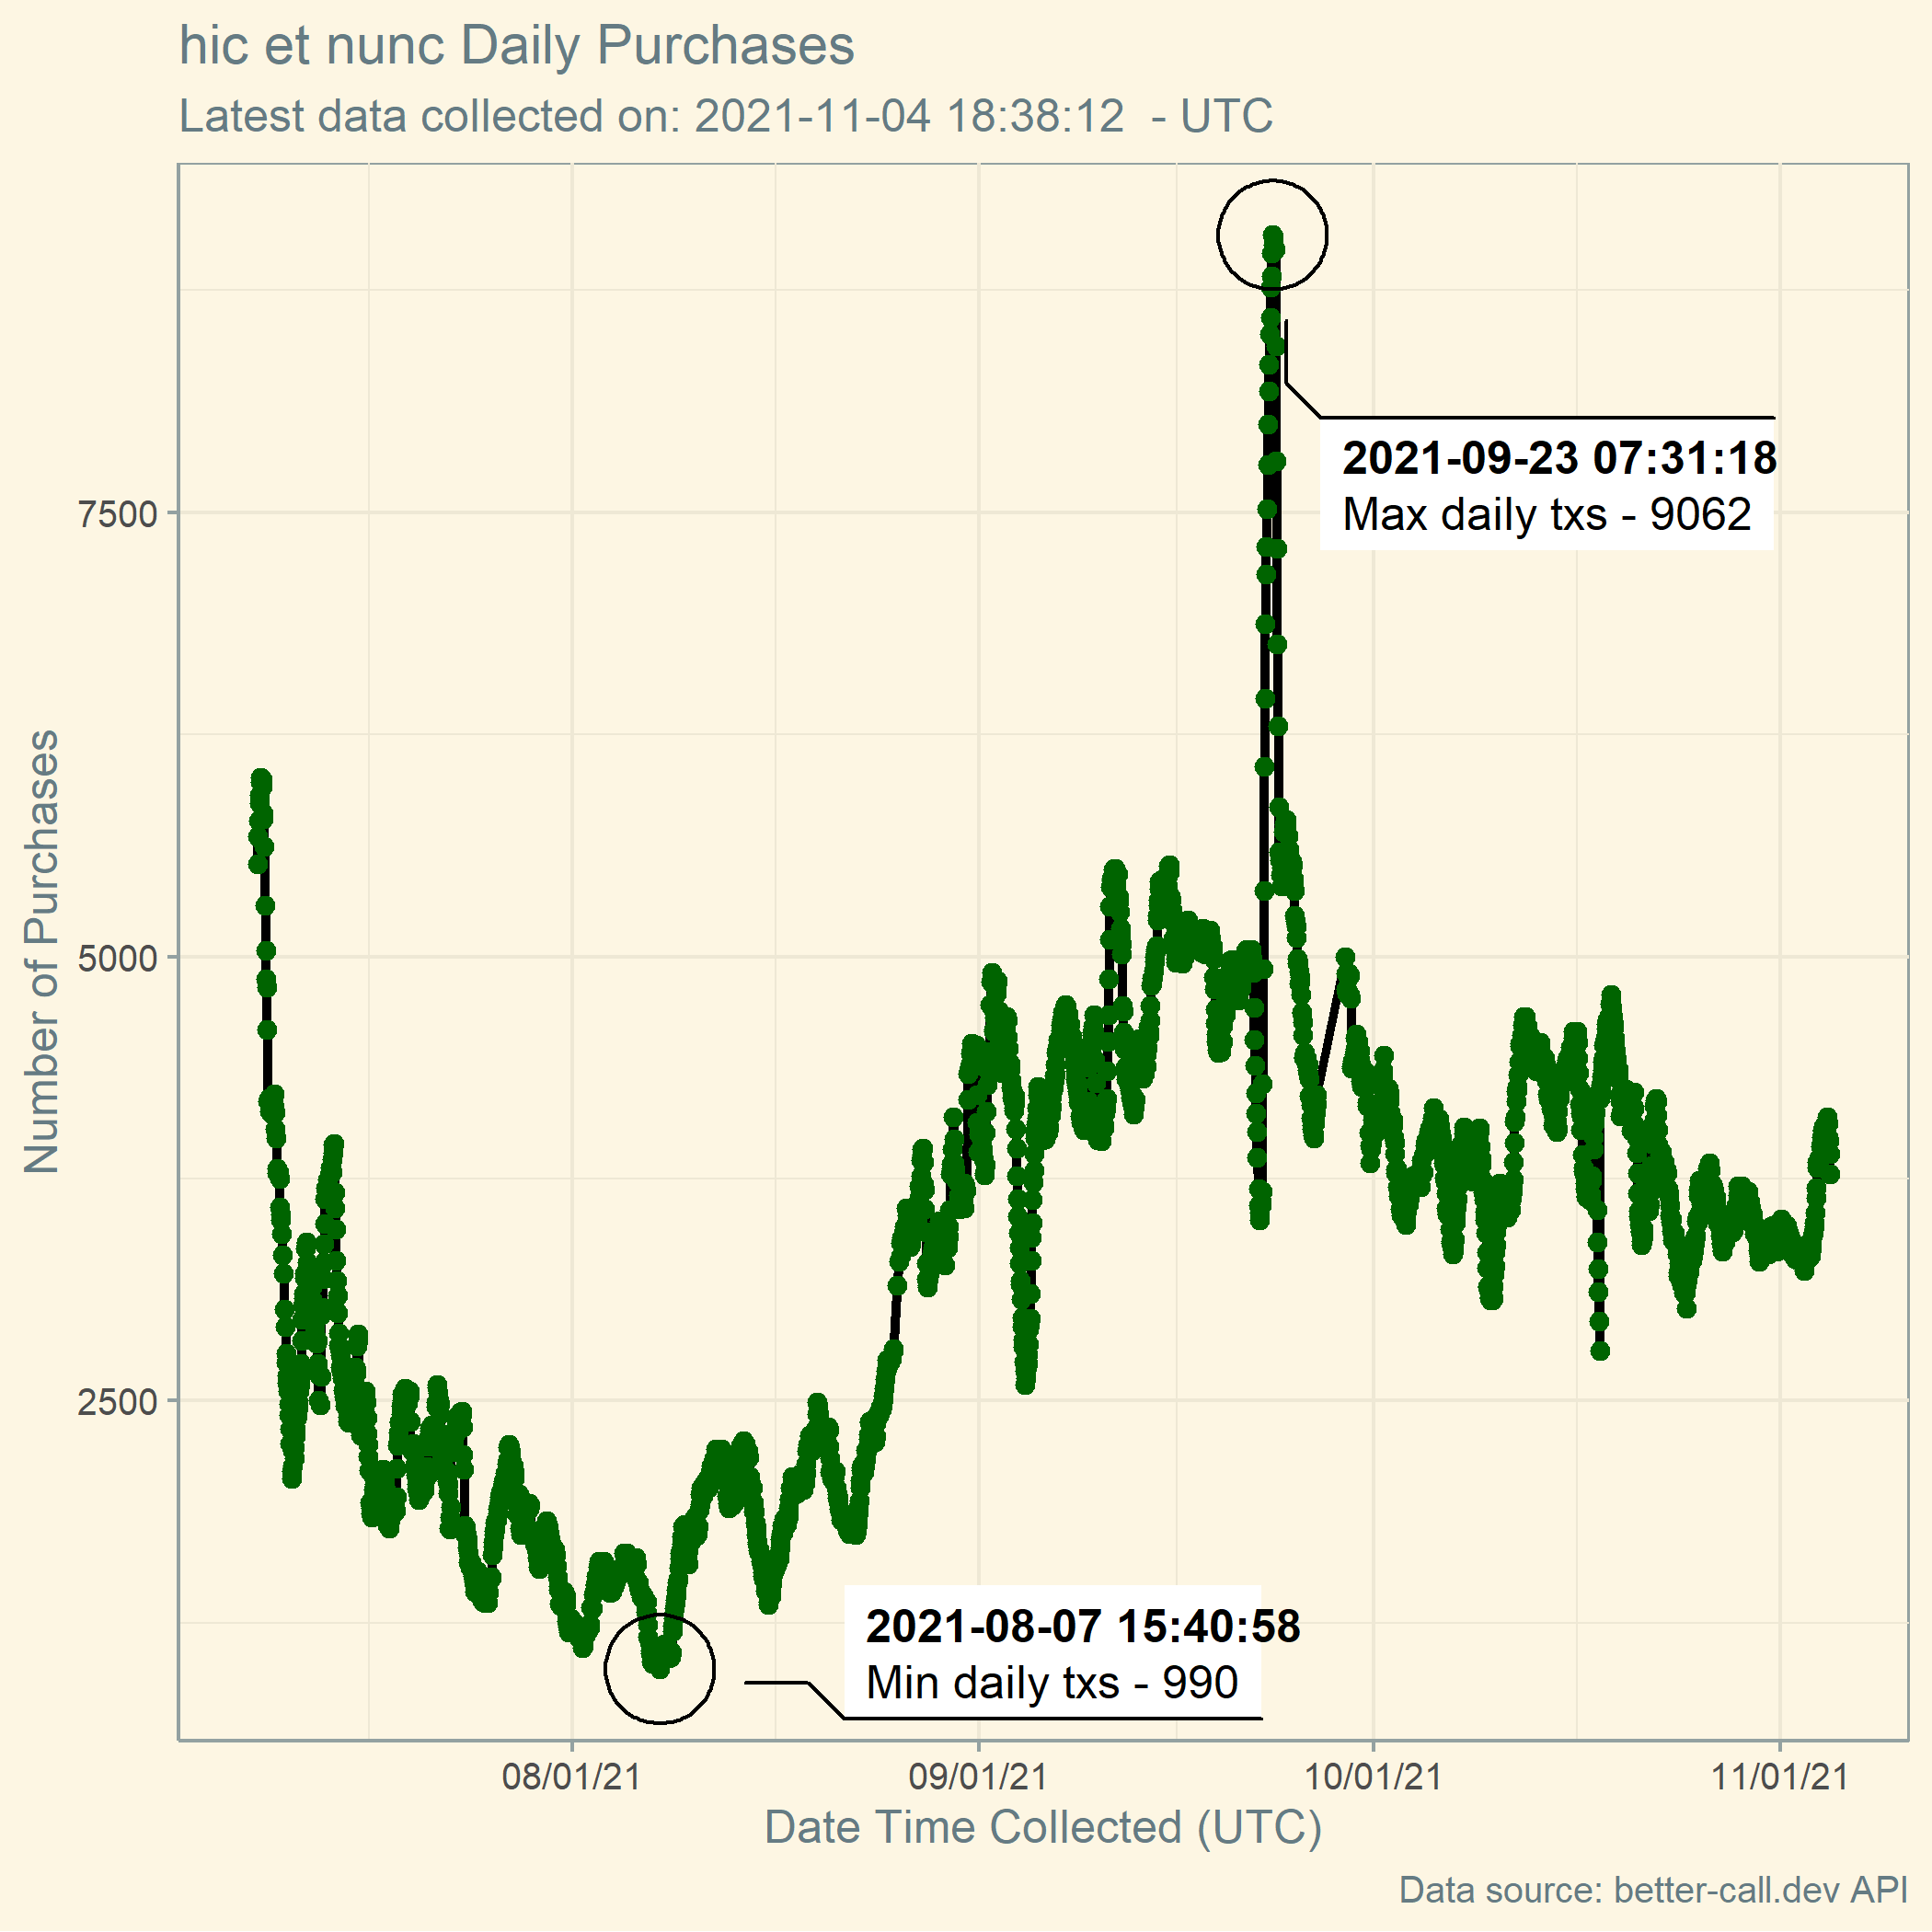 hic et nunc Daily Purchases
Latest data collected on: 2021-11-04 18:38:12 - UTC
Number of Purchases
7500
5000
2500
2021-09-23 07:31:18
Max daily txs - 9062
2021-08-07 15:40:58
Min daily txs - 990
08/01/21 09/01/21 10/01/21 11/01/21
Date Time Collected (UTC)
Data source: better-call.dev API